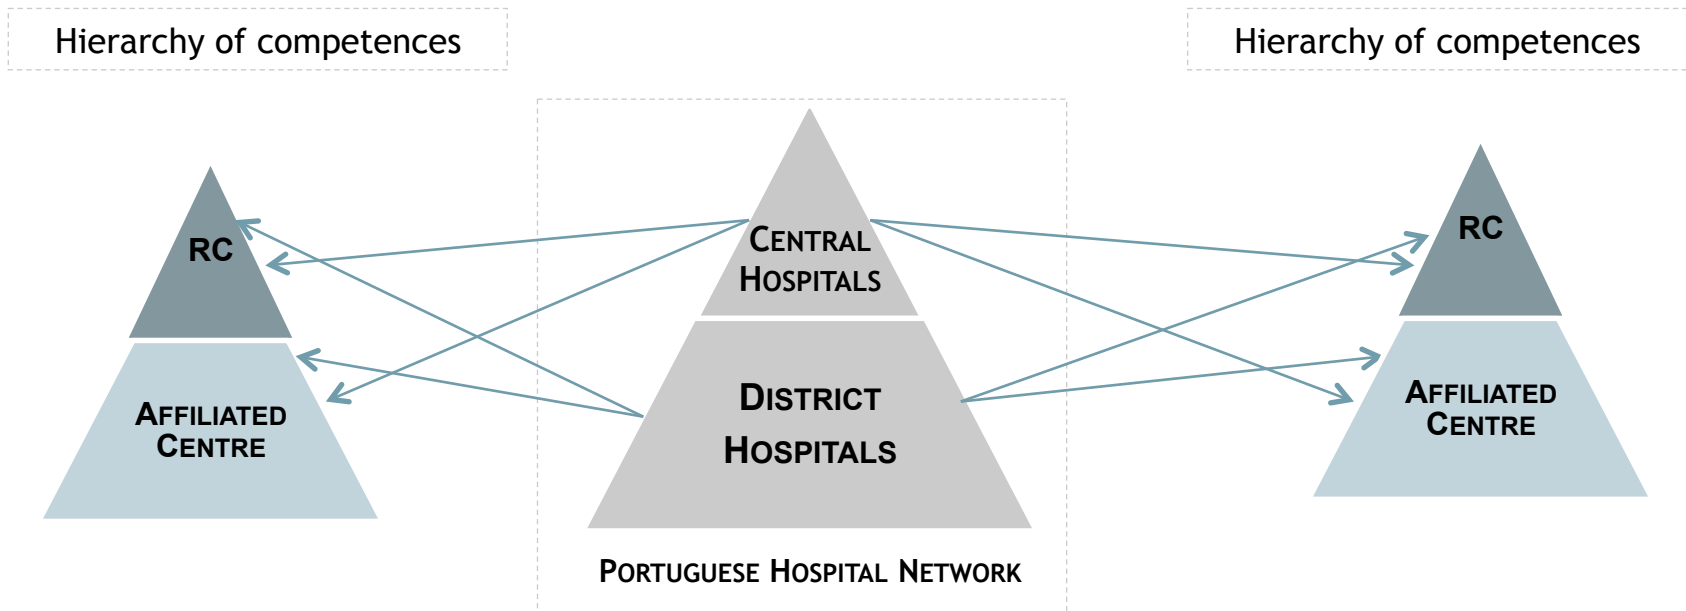 Hierarchy of competences
Hierarchy of competences
RC
AFFILIATED
CENTRE
CENTRAL
HOSPITALS
DISTRICT
HOSPITALS
PORTUGUESE HOSPITAL NETWORK
RC
AFFILIATED
CENTRE